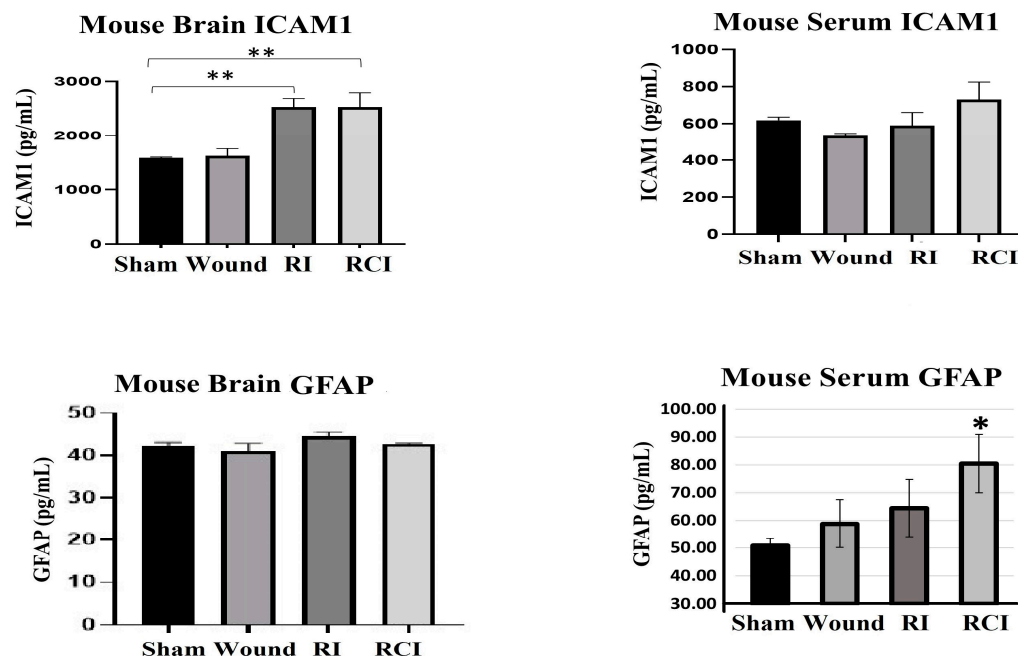 Mouse Brain ICAM1
**
**
ICAM1 (pg/mL)
3000
2000
1000
0
Sham Wound RI RCI
Mouse Serum ICAM1
ICAM1 (pg/mL)
1000
800
600
400
200
0
Sham Wound RI RCI
Mouse Brain GFAP
GFAP (pg/mL)
50
40
30
20
10
0
Sham Wound RI RCI
Mouse Serum GFAP
*
GFAP (pg/mL)
100.00
90.00
80.00
70.00
60.00
50.00
40.00
30.00
Sham Wound RI RCI